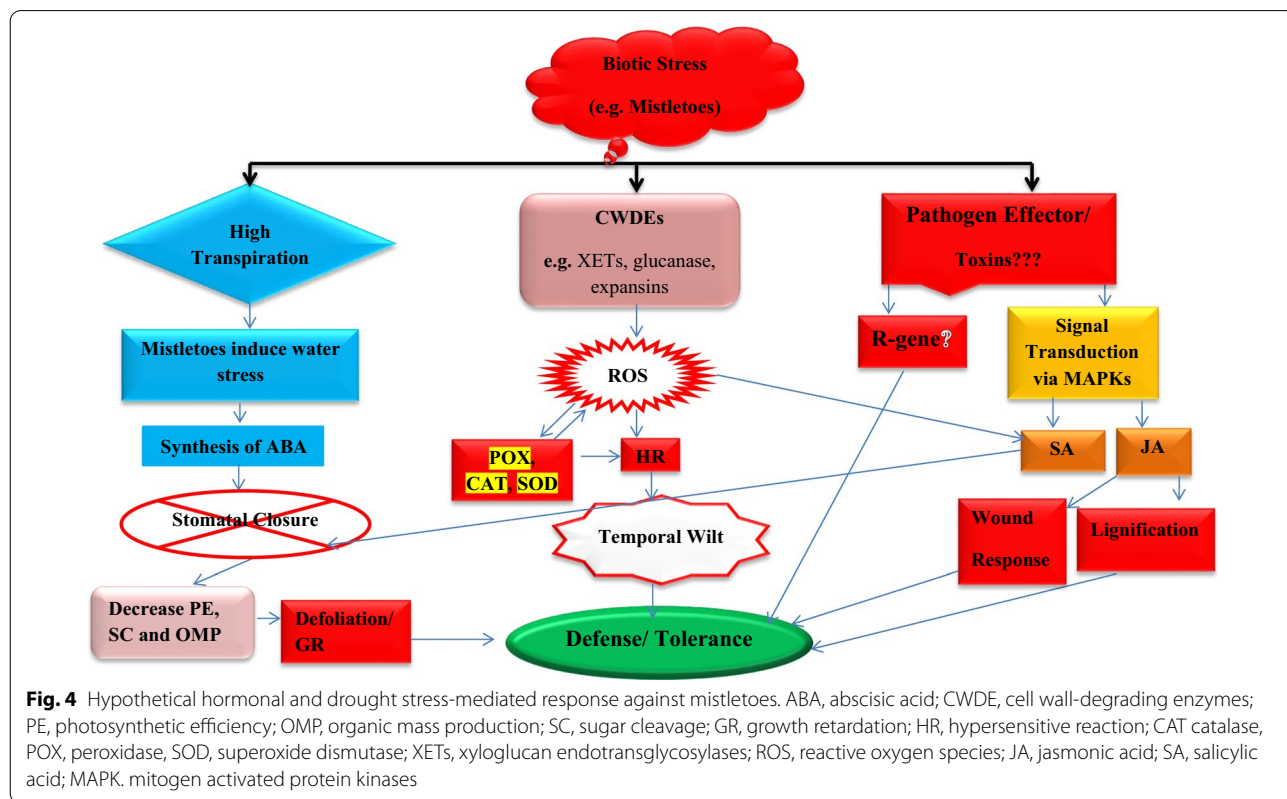 Biotic Stress
(e.g. Mistletoes)
High
Transpiration
CWDEs
e.g. XETs, glucanase,
expansins
Pathogen Effector/
Toxins???
Mistletoes induce water
stress
ROS
R-gene?
Signal
Transduction
via MAPKs
Synthesis of ABA
POX,
CAT, SOD
HR
SA
JA
Stomatal Closure
Temporal Wilt
Wound
Response
Lignification
Decrease PE,
SC and OMP
Defoliation/
GR
Defense/ Tolerance
Fig. 4 Hypothetical hormonal and drought stress-mediated response against mistletoes. ABA, abscisic acid; CWDE, cell wall-degrading enzymes;
PE, photosynthetic efficiency; OMP, organic mass production; SC, sugar cleavage; GR, growth retardation; HR, hypersensitive reaction; CAT catalase,
POX, peroxidase, SOD, superoxide dismutase; XETs, xyloglucan endotransglycosylases; ROS, reactive oxygen species; JA, jasmonic acid; SA, salicylic
acid; MAPK. mitogen activated protein kinases